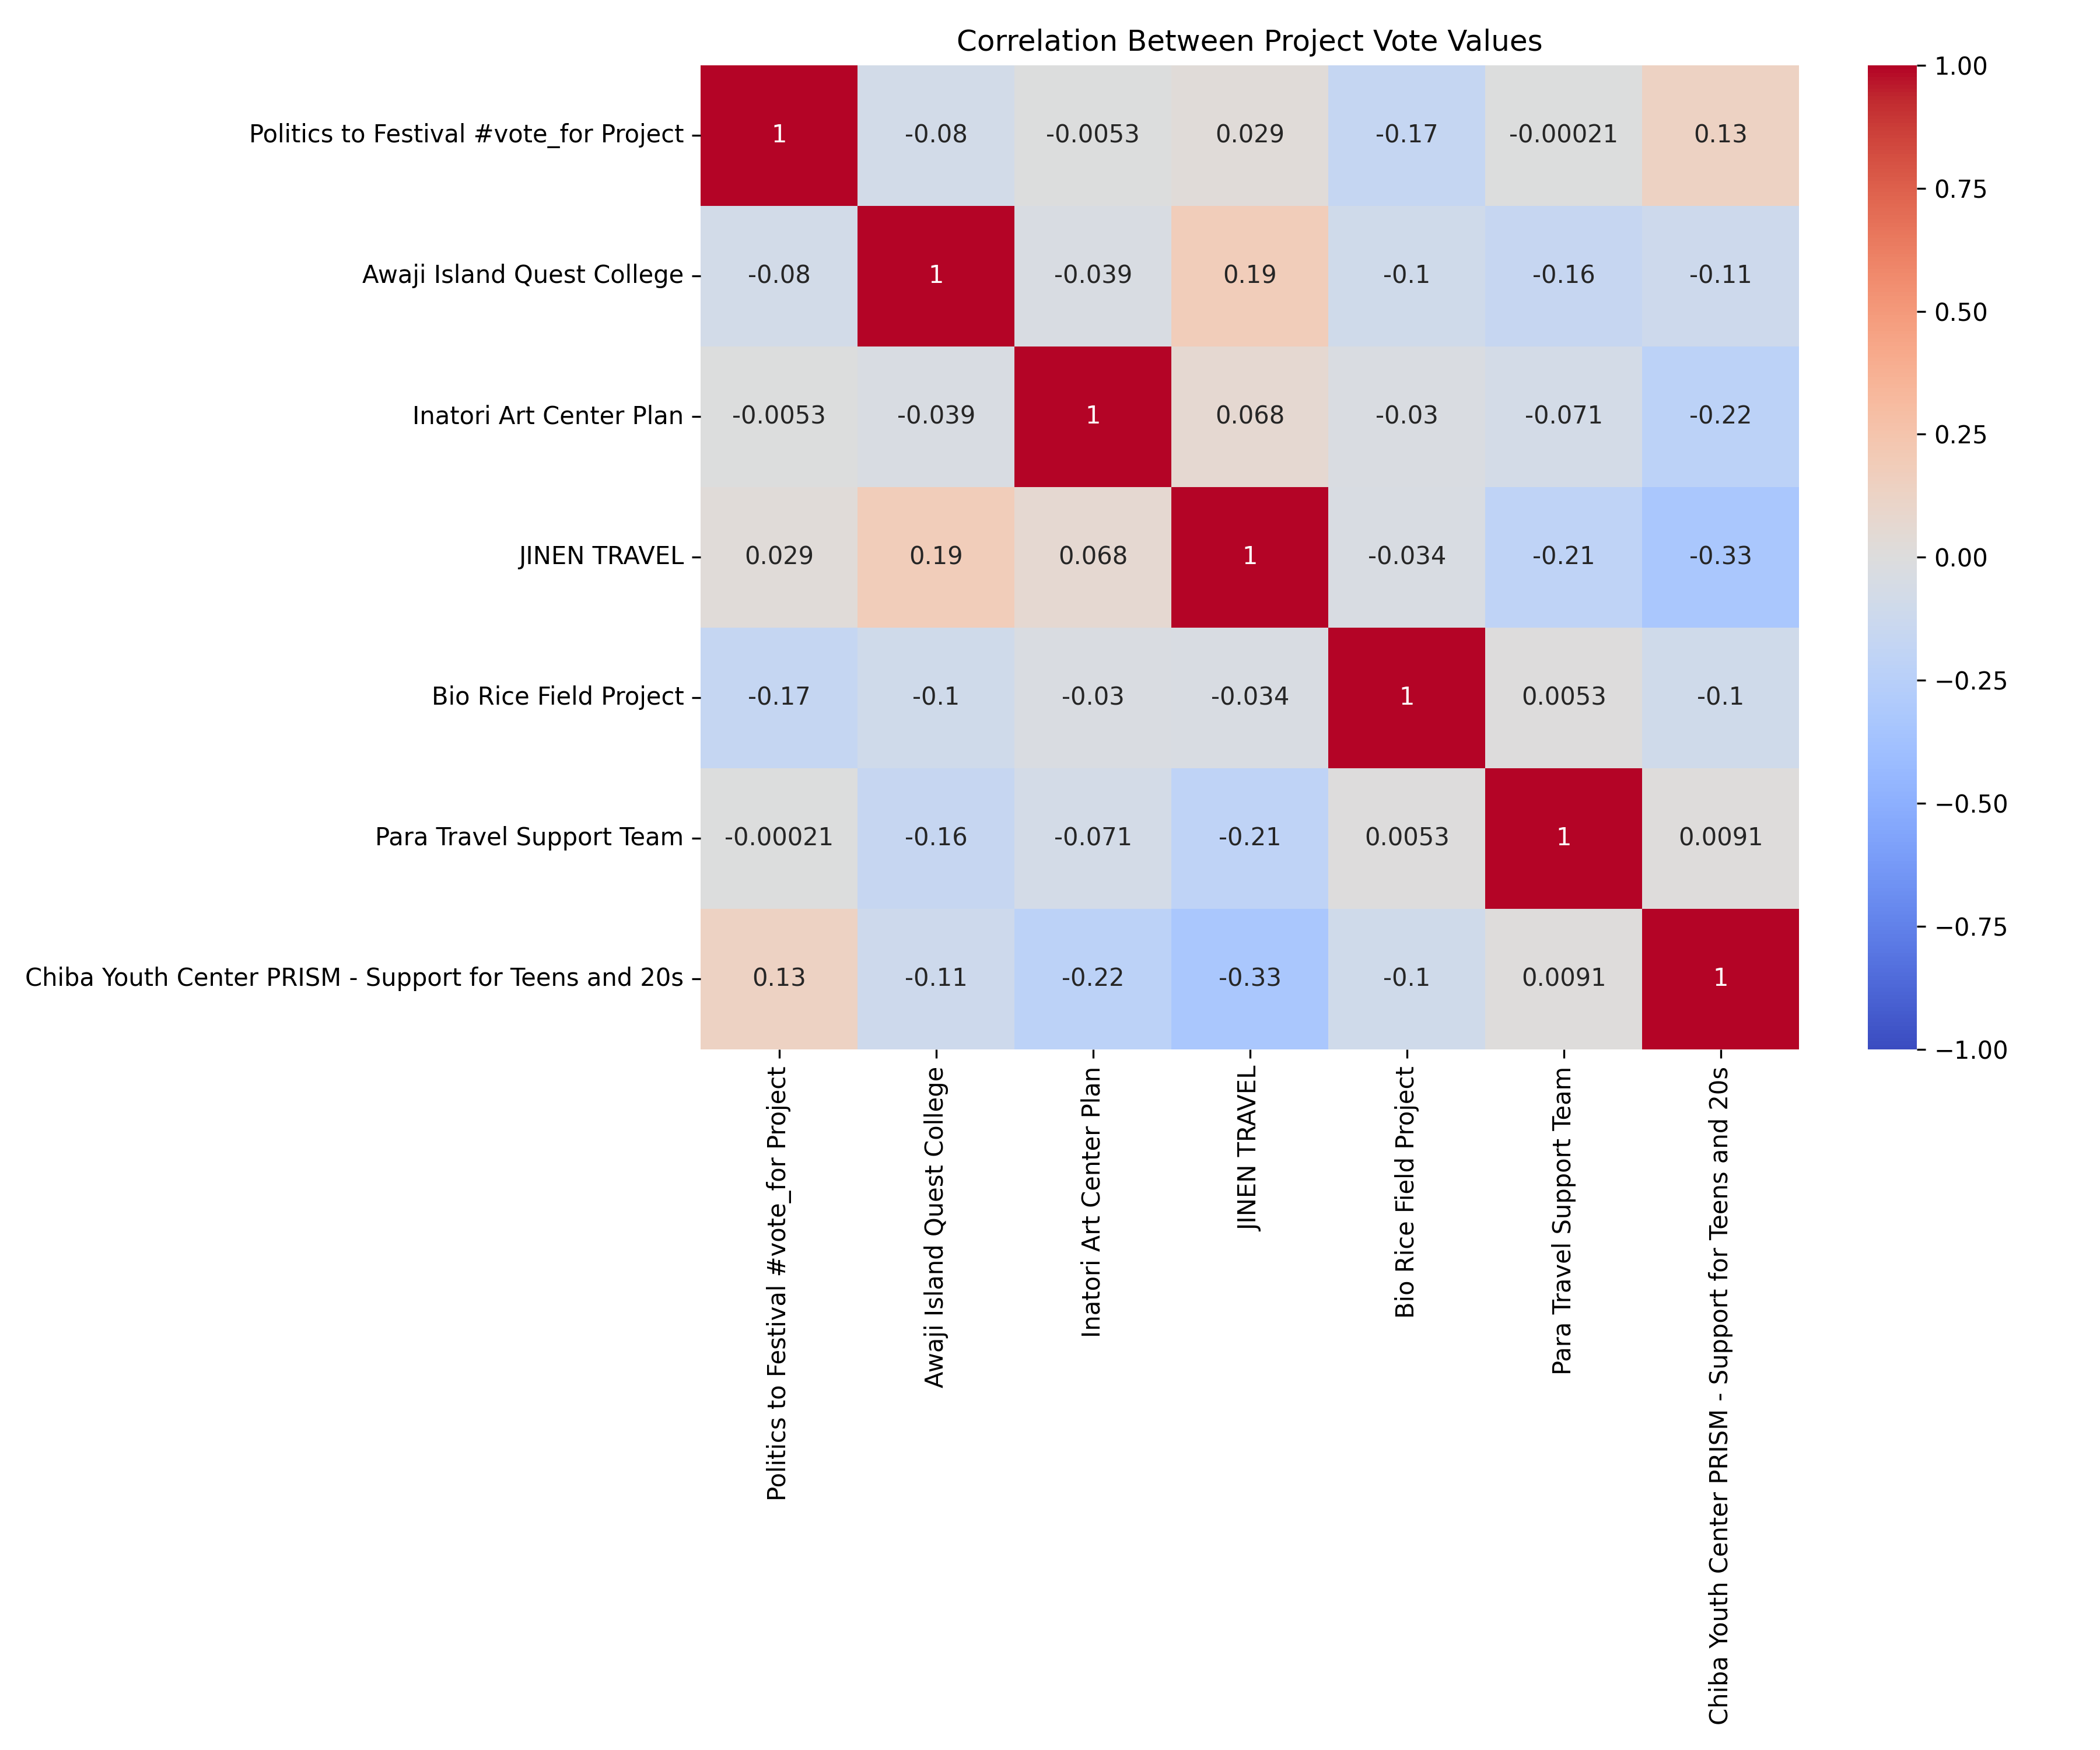 Correlation Between Project Vote Values
Politics to Festival #vote_for Project 1 -0.08 -0.0053 0.029 -0.17 -0.00021 0.13
Awaji Island Quest College -0.08 1 -0.039 0.19 -0.1 -0.16 -0.11
Inatori Art Center Plan -0.0053 -0.039 1 0.068 -0.03 -0.071 -0.22
JINEN TRAVEL 0.029 0.19 0.068 1 -0.034 -0.21 -0.33
Bio Rice Field Project -0.17 -0.1 -0.03 -0.034 1 0.0053 -0.1
Para Travel Support Team -0.00021 -0.16 -0.071 -0.21 0.0053 1 0.0091
Chiba Youth Center PRISM - Support for Teens and 20s 0.13 -0.11 -0.22 -0.33 -0.1 0.0091 1
Politics to Festival #vote_for Project
Awaji Island Quest College
Inatori Art Center Plan
JINEN TRAVEL
Bio Rice Field Project
Para Travel Support Team
Chiba Youth Center PRISM - Support for Teens and 20s
1.00
0.75
0.50
0.25
0.00
−0.25
−0.50
−0.75
−1.00